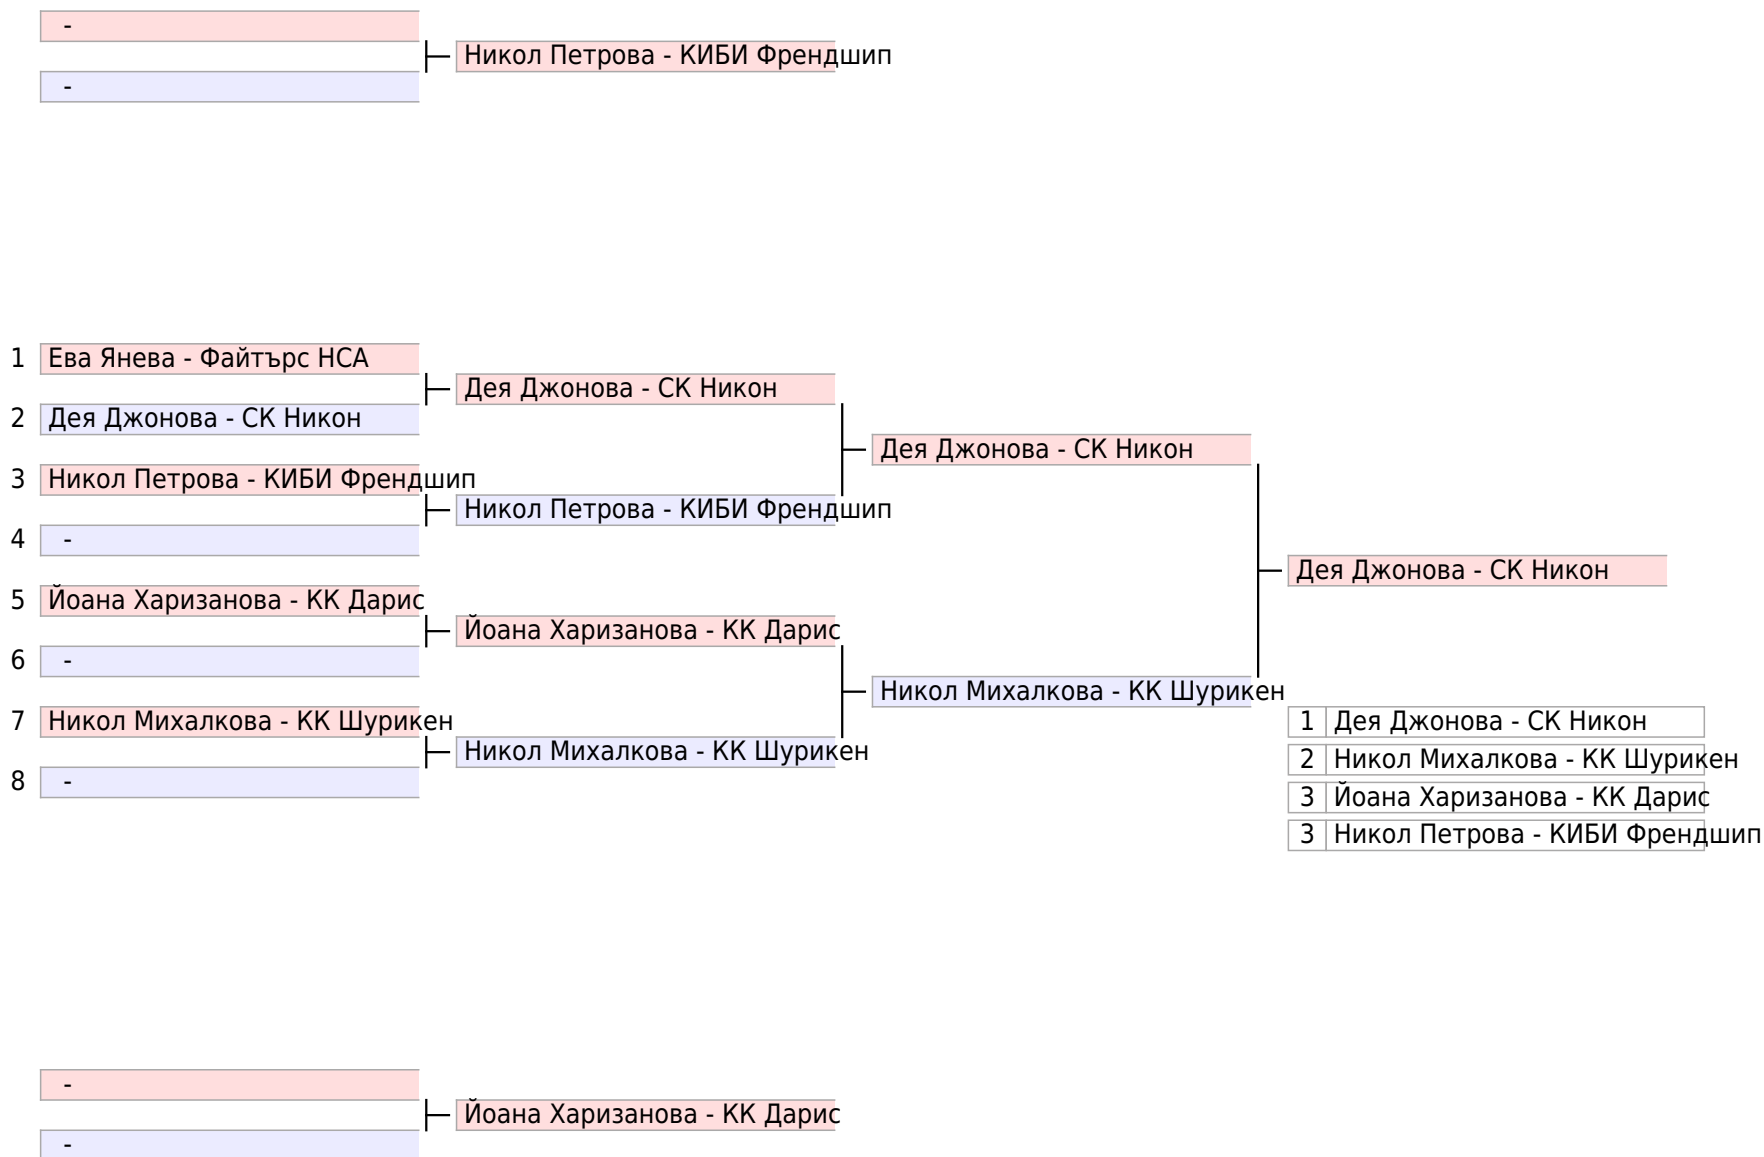 -
Никол Петрова - КИБИ Френдшип
-
1 Ева Янева - Файтърс НСА
Дея Джонова - СК Никон
2 Дея Джонова - СК Никон
Дея Джонова - СК Никон
3 Никол Петрова - КИБИ Френдшип
Никол Петрова - КИБИ Френдшип
4 -
Дея Джонова - СК Никон
5 Йоана Харизанова - КК Дарис
Йоана Харизанова - КК Дарис
6 -
Никол Михалкова - КК Шурикен
7 Никол Михалкова - КК Шурикен
1 Дея Джонова - СК Никон
Никол Михалкова - КК Шурикен
2 Никол Михалкова - КК Шурикен
8 -
3 Йоана Харизанова - КК Дарис
3 Никол Петрова - КИБИ Френдшип
-
Йоана Харизанова - КК Дарис
-